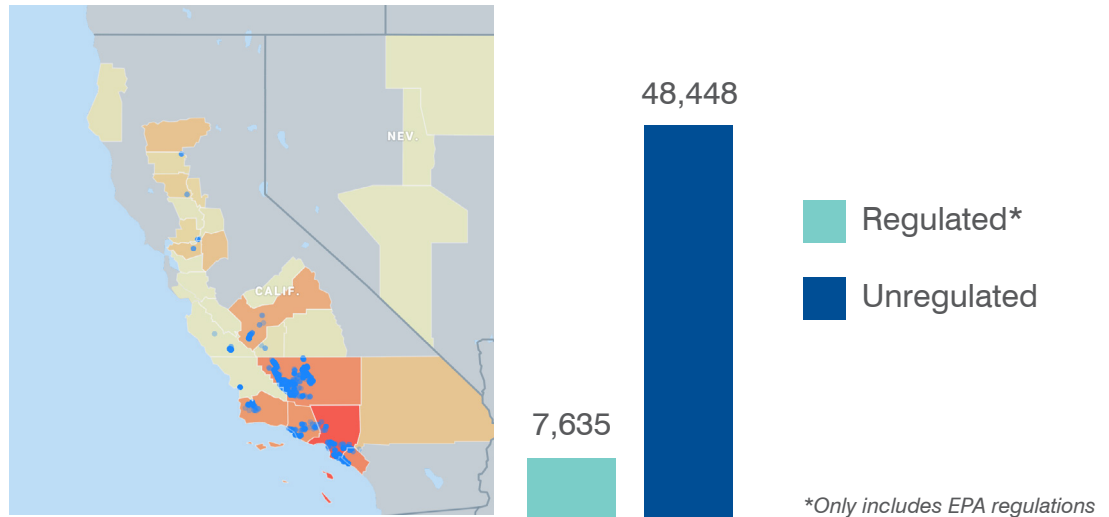 NEV.
CALIF.
48,448
7,635
Regulated*
Unregulated
*Only includes EPA regulations